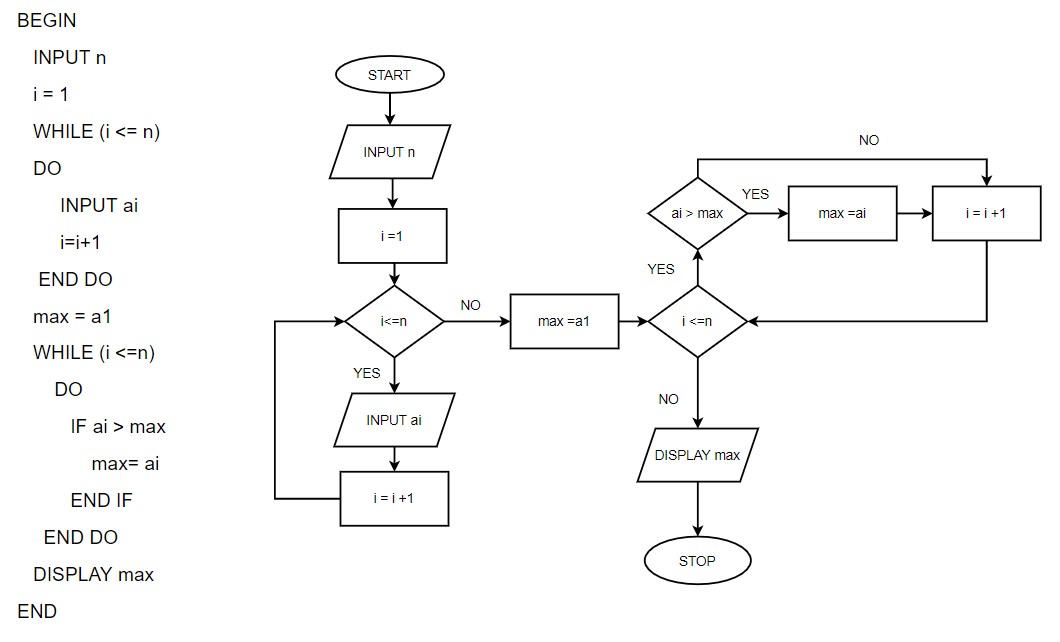 BEGIN
INPUT n
i = 1
WHILE (i <= n)
DO
INPUT ai
i=i+1
END DO
max = a1
WHILE (i <=n)
DO
IF ai > max
max= ai
END IF
END DO
DISPLAY max
END
START
INPUT n
i =1
i<=n
YES
INPUT ai
i = i +1
NO
max =a1
i <=n
YES
ai > max
YES
max =ai
NO
i = i +1
NO
DISPLAY max
STOP